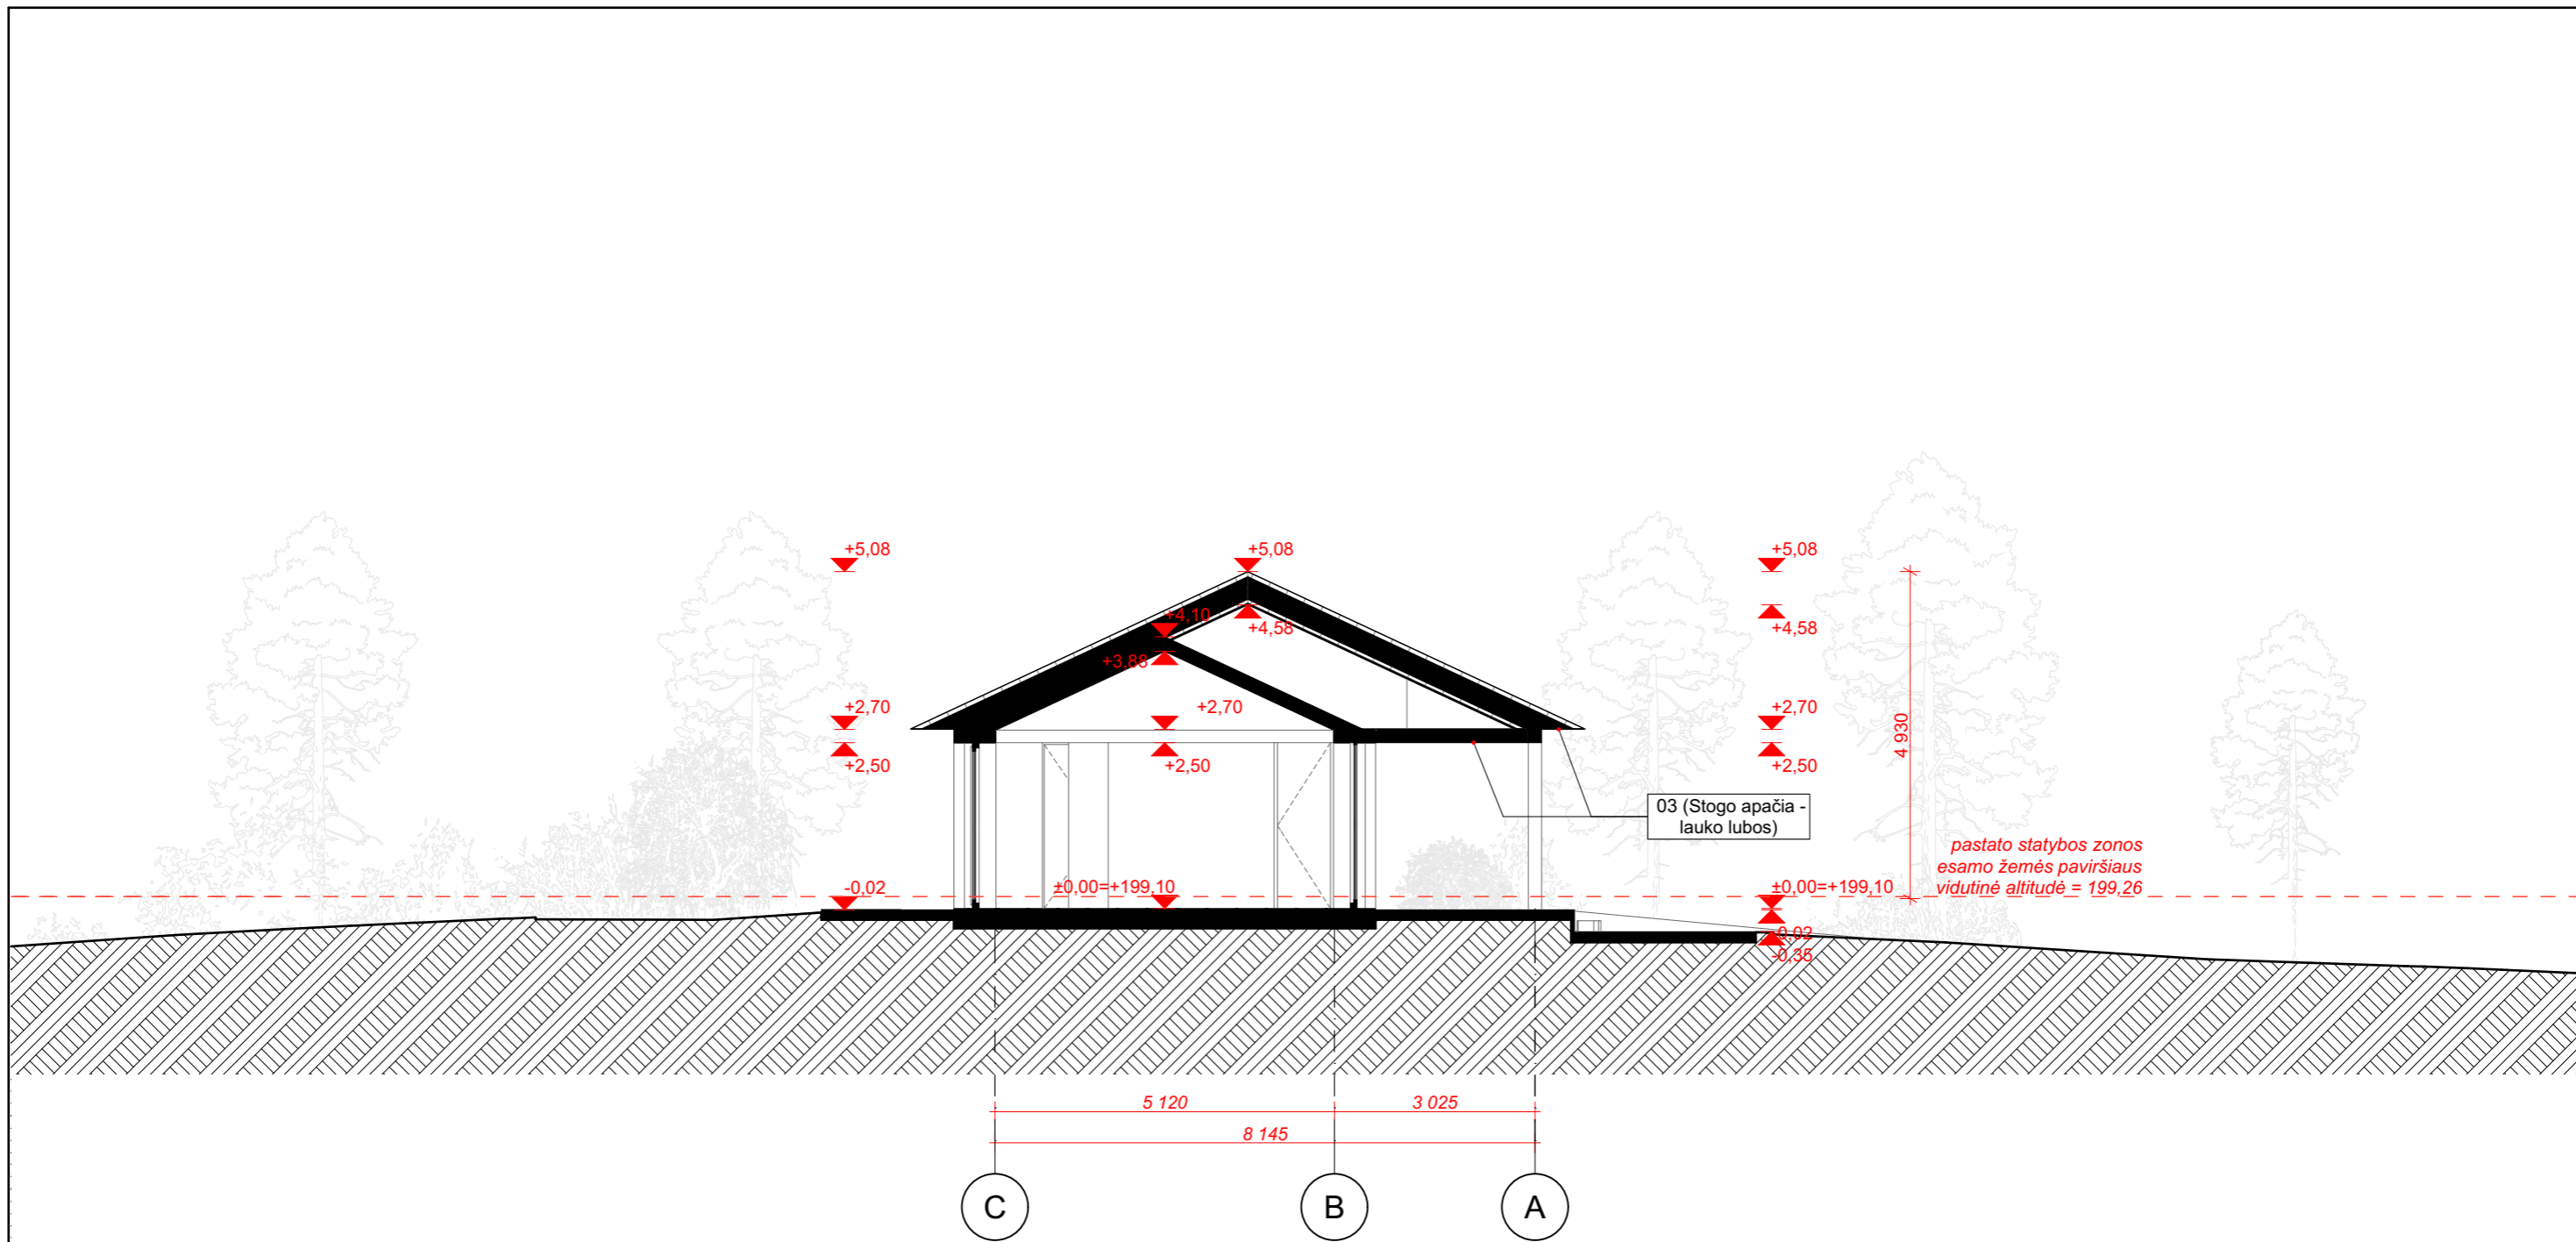 +5,08
+5,08
+5,08
+4,10
+4,58
+4,58
+3,88
+2,70
+2,70
+2,70
+2,50
+2,50
+2,50
4 930
03 (Stogo apačia -
lauko lubos)
pastato statybos zonos
esamo žemės paviršiaus
vidutinė altitudė = 199,26
-0,02
±0,00=+199,10
±0,00=+199,10
-0,02
-0,35
5 120
3 025
8 145
C
B
A